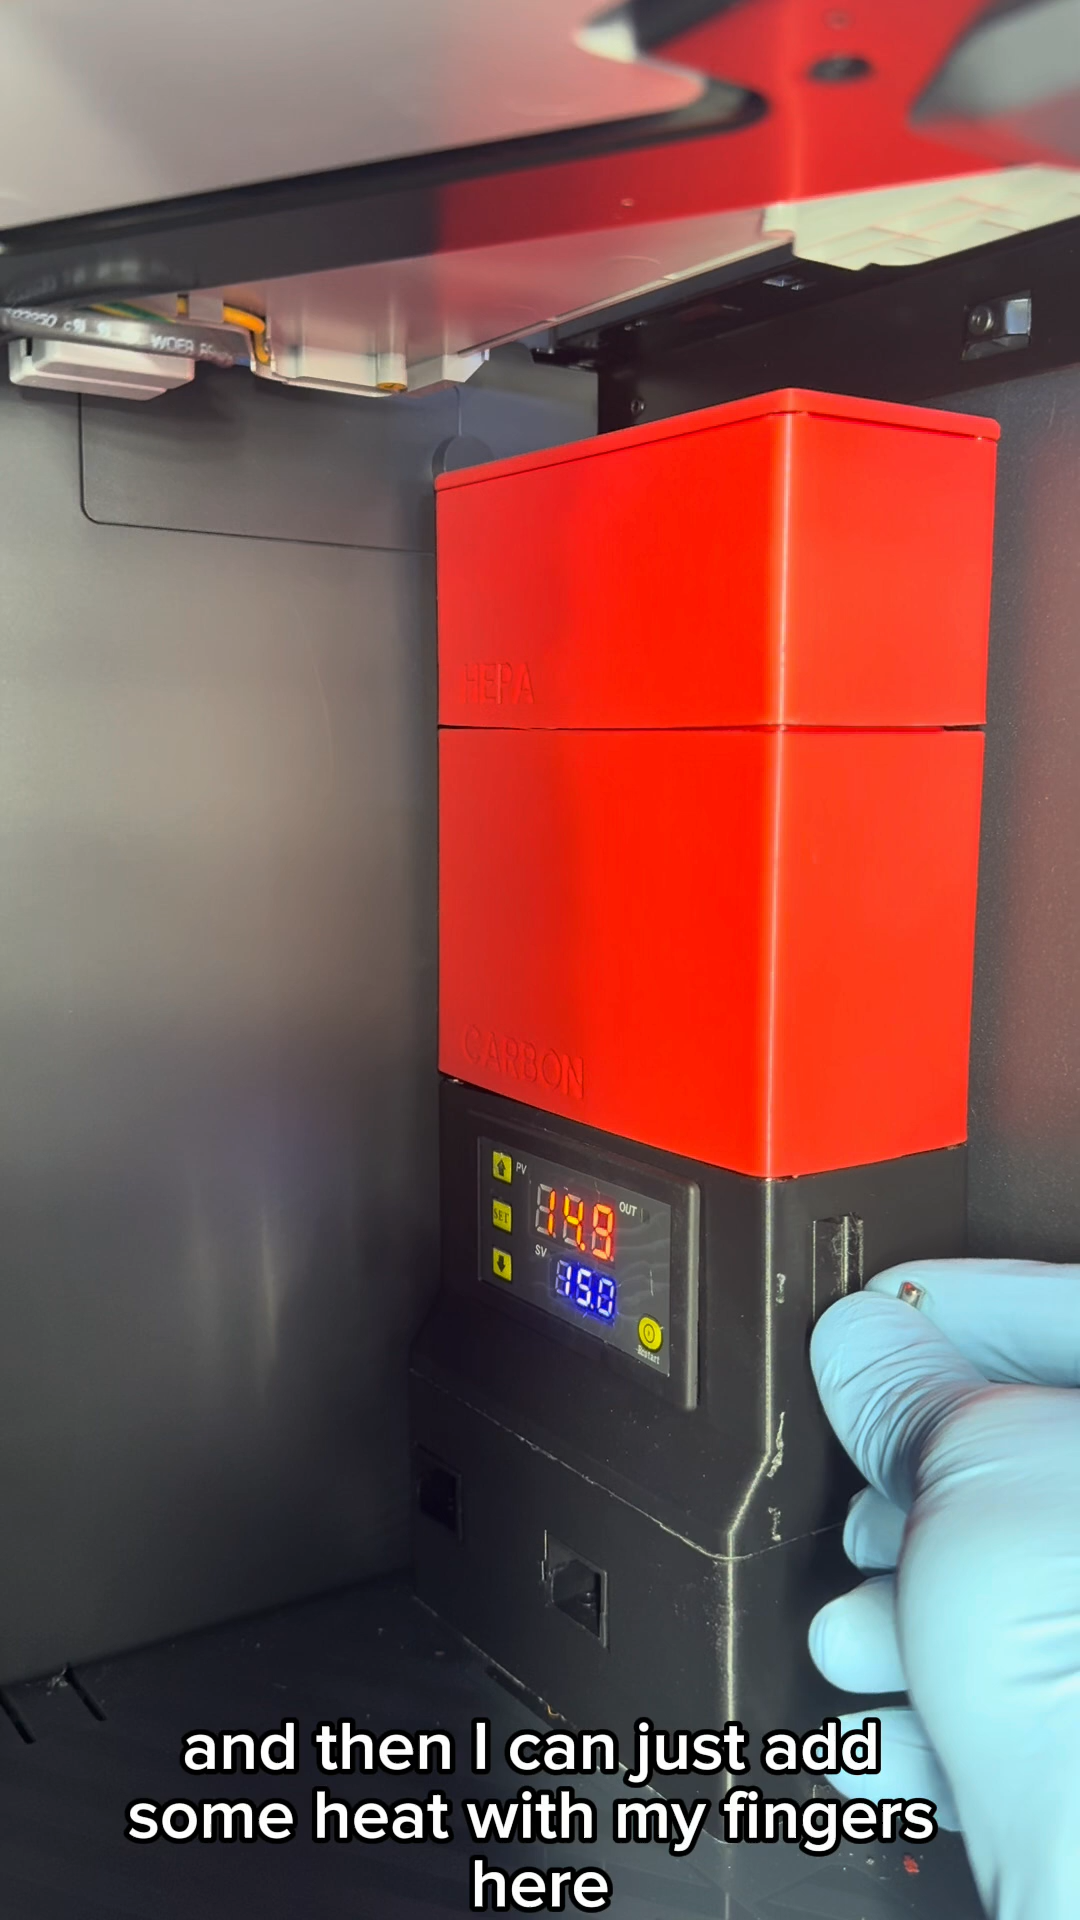 HEPA
CARBON
PV
14.9
OUT
SET
SV
15.0
Restart
and then I can just add
some heat with my fingers
here